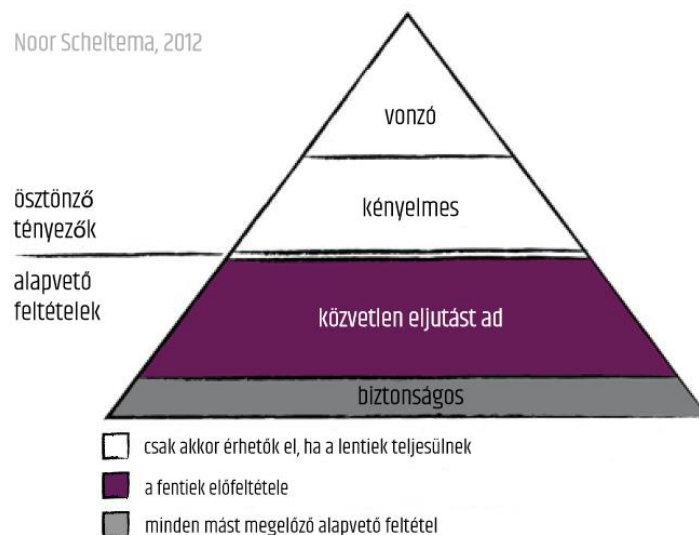 Noor Scheltema, 2012
vonzó
ösztönző
tényezők
kényelmes
alapvető
feltételek
közvetlen eljutást ad
biztonságos
csak akkor érhetők el, ha a lentiek teljesülnek
a fentiek előfeltétele
minden mást megelőző alapvető feltétel